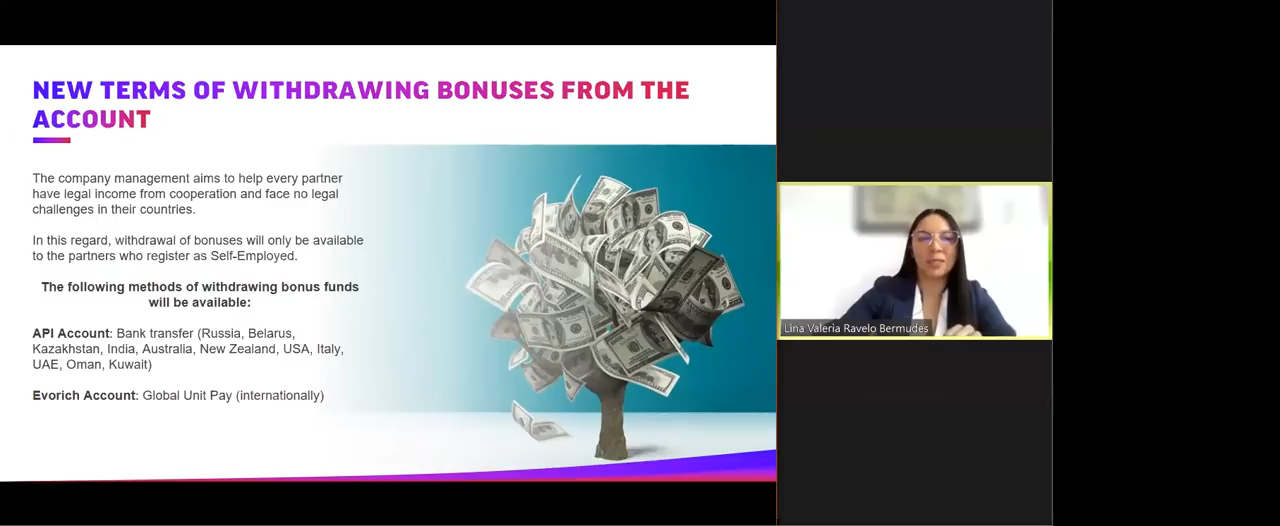 NEW TERMS OF WITHDRAWING BONUSES FROM THE
ACCOUNT
The company management aims to help every partner
have legal income from cooperation and face no legal
challenges in their countries.
In this regard, withdrawal of bonuses will only be available
to the partners who register as Self-Employed.
The following methods of withdrawing bonus funds
will be available:
API Account: Bank transfer (Russia, Belarus,
Kazakhstan, India, Australia, New Zealand, USA, Italy,
UAE, Oman, Kuwait)
Evorich Account: Global Unit Pay (internationally)
Lina Valeria Ravelo Bermudes